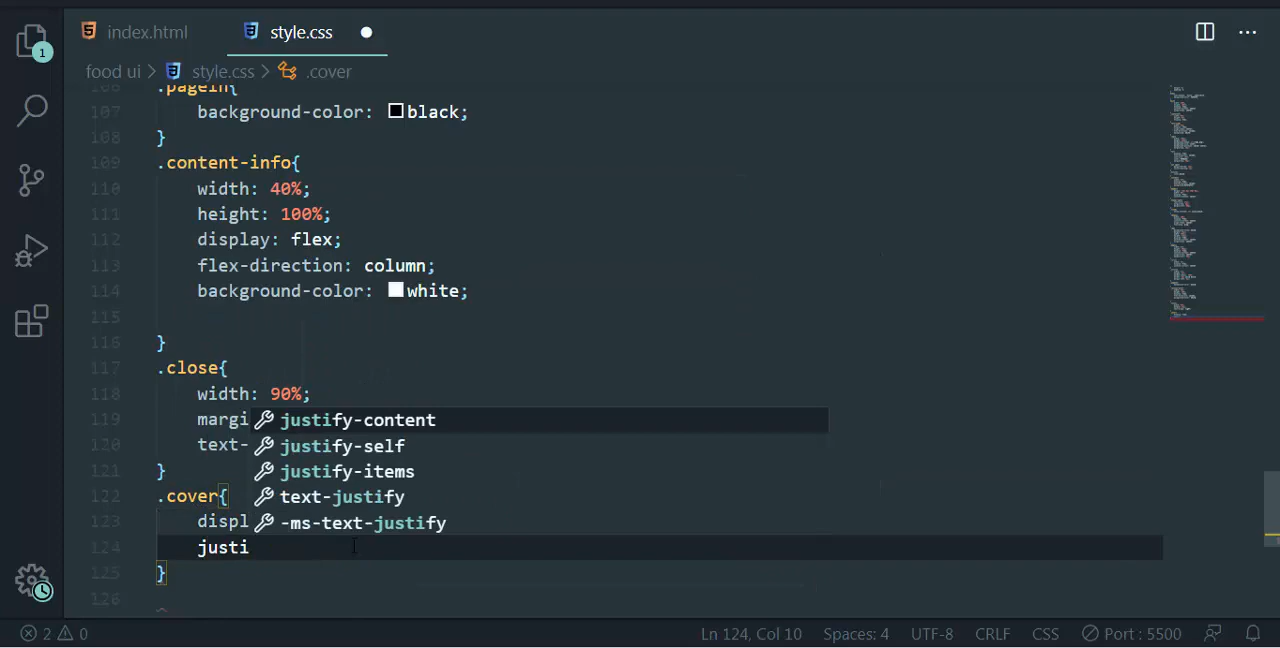 index.html
style.css
food ui
style.css
.cover
1
106 .pagein{
107 background-color: black;
108 }
109 .content-info{
110 width: 40%;
111 height: 100%;
112 display: flex;
113 flex-direction: column;
114 background-color: white;
115
116 }
117 .close{
118 width: 90%;
119 margi
justify-content
120 text-
justify-self
121 }
justify-items
122 .cover{
text-justify
123 displ
-ms-text-justify
124 justi
125 }
126
2 0
Ln 124, Col 10
Spaces: 4
UTF-8
CRLF
CSS
Port : 5500